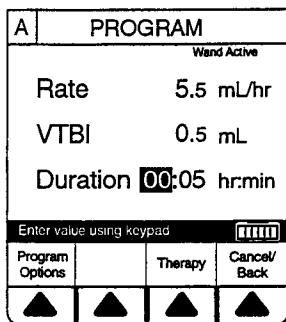 A PROGRAM
Wand Active
Rate 5.5 mL/hr
VTBI 0.5 mL
Duration 00:05 hr:min
Enter value using keypad
Program Options Therapy Cancel/ Back